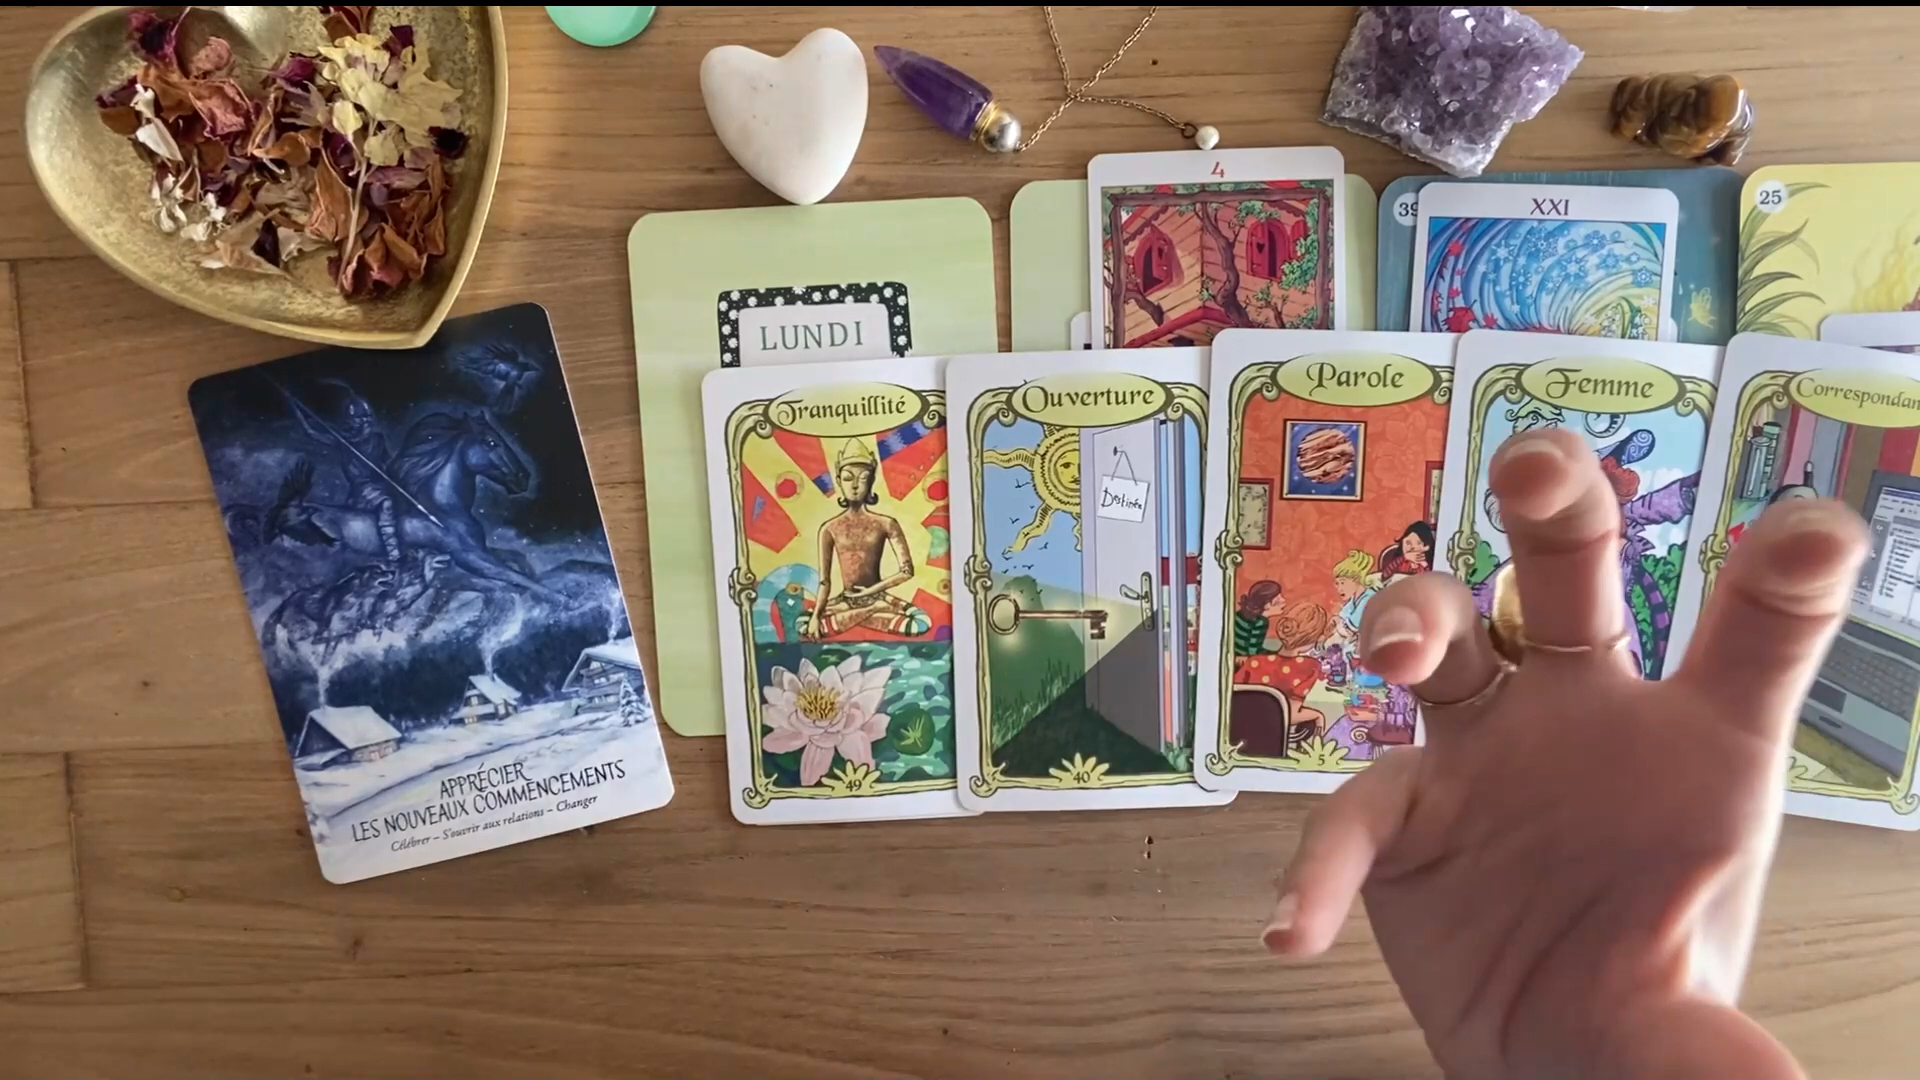 4
39
XXI
25
LUNDI
Tranquillité
Ouverture
Parole
Femme
Correspondan
Destinée
49
40
5
APPRÉCIER
LES NOUVEAUX COMMENCEMENTS
Célébrer – S'ouvrir aux relations – Changer